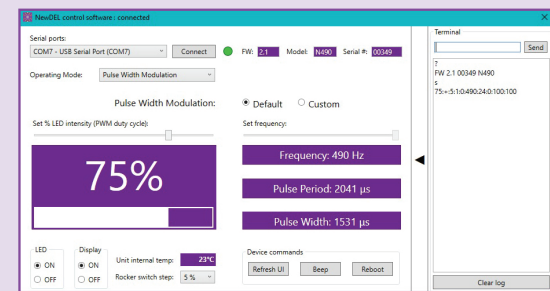 NewDEL control software : connected
Serial ports:
COM7 - USB Serial Port (COM7)
Connect
FW: 2.1 Model: N490 Serial #: 00349
Operating Mode: Pulse Width Modulation
Pulse Width Modulation: Default Custom
Set % LED intensity (PWM duty cycle):
75%
Set frequency:
Frequency: 490 Hz
Pulse Period: 2041 µs
Pulse Width: 1531 µs
LED
ON
OFF
Display
ON
OFF
Unit internal temp: 23°C
Rocker switch step: 5 %
Device commands
Refresh UI Beep Reboot
Terminal
Send
?
FW 2.1 00349 N490
s
75:+:5:1:0:490:24:0:100:100
Clear log